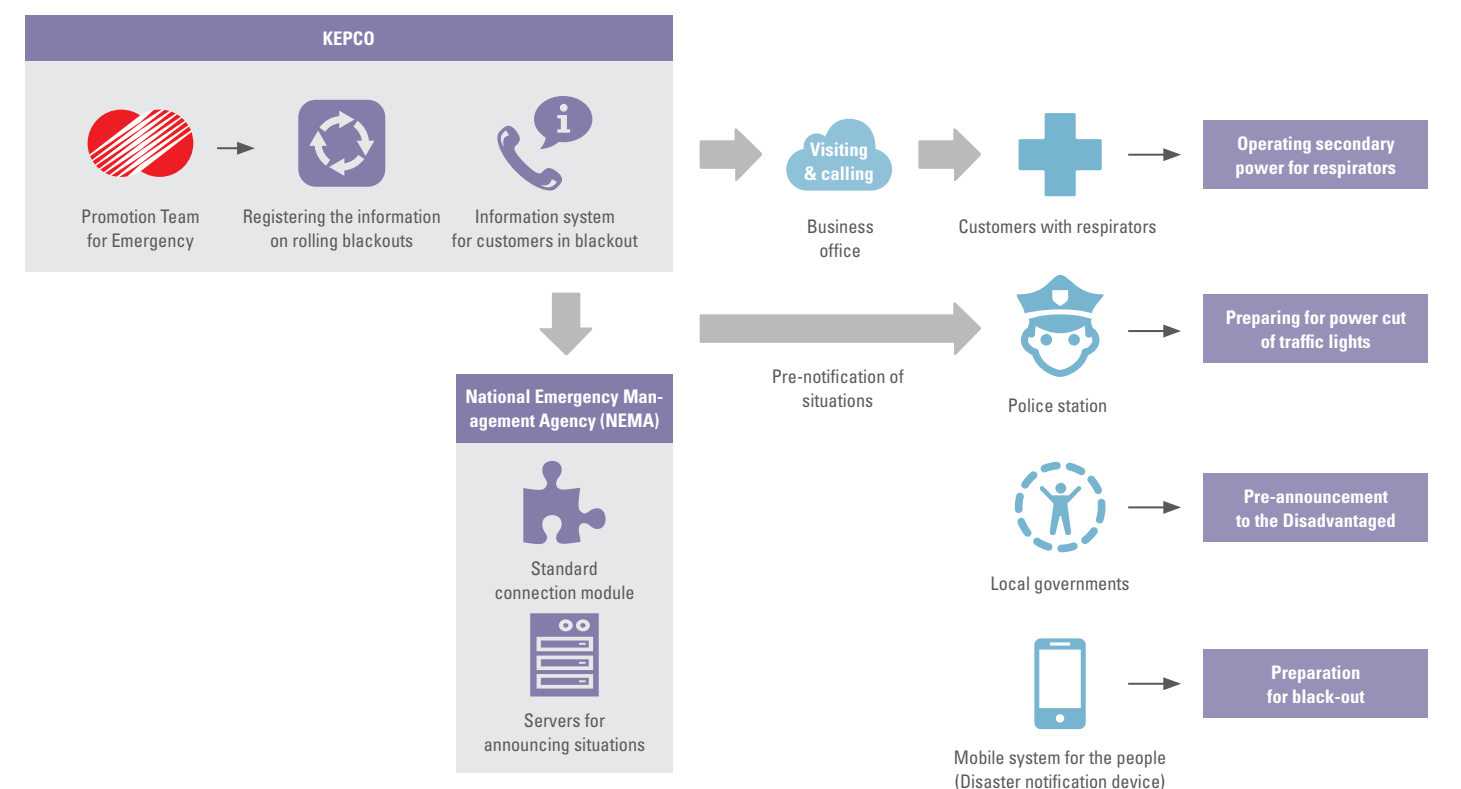 KEPCO
Promotion Team
for Emergency
Registering the information
on rolling blackouts
Information system
for customers in blackout
i
Visiting
& calling
Business
office
Customers with respirators
Operating secondary
power for respirators
Pre-notification of
situations
Police station
Preparing for power cut
of traffic lights
National Emergency Man-
agement Agency (NEMA)
Standard
connection module
Servers for
announcing situations
Local governments
Pre-announcement
to the Disadvantaged
Mobile system for the people
(Disaster notification device)
Preparation
for black-out